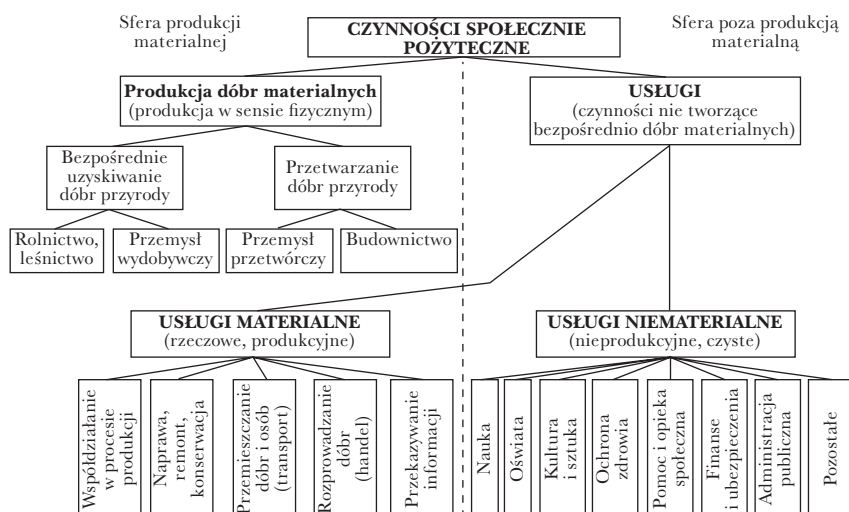 Sfera produkcji
materialnej
CZYNNOŚCI SPOŁECZNIE
POŻYTECZNE
Sfera poza produkcją
materialną
Produkcja dóbr materialnych
(produkcja w sensie fizycznym)
USŁUGI
(czynności nie tworzące
bezpośrednio dóbr materialnych)
Bezpośrednie
uzyskiwanie
dóbr przyrody
Przetwarzanie
dóbr przyrody
Rolnictwo,
leśnictwo
Przemysł
wydobywczy
Przemysł
przetwórczy
Budownictwo
USŁUGI MATERIALNE
(rzeczowe, produkcyjne)
USŁUGI NIEMATERIALNE
(nieprodukcyjne, czyste)
Współdziałanie
w procesie
produkcji
Naprawa,
remont,
konserwacja
Przemieszczanie
dóbr i osób
(transport)
Rozprowadzanie
dóbr
(handel)
Przekazywanie
informacji
Nauka
Oświata
Kultura
i sztuka
Ochrona
zdrowia
Pomoc i opieka
społeczna
Finanse
i ubezpieczenia
Administracja
publiczna
Pozostałe